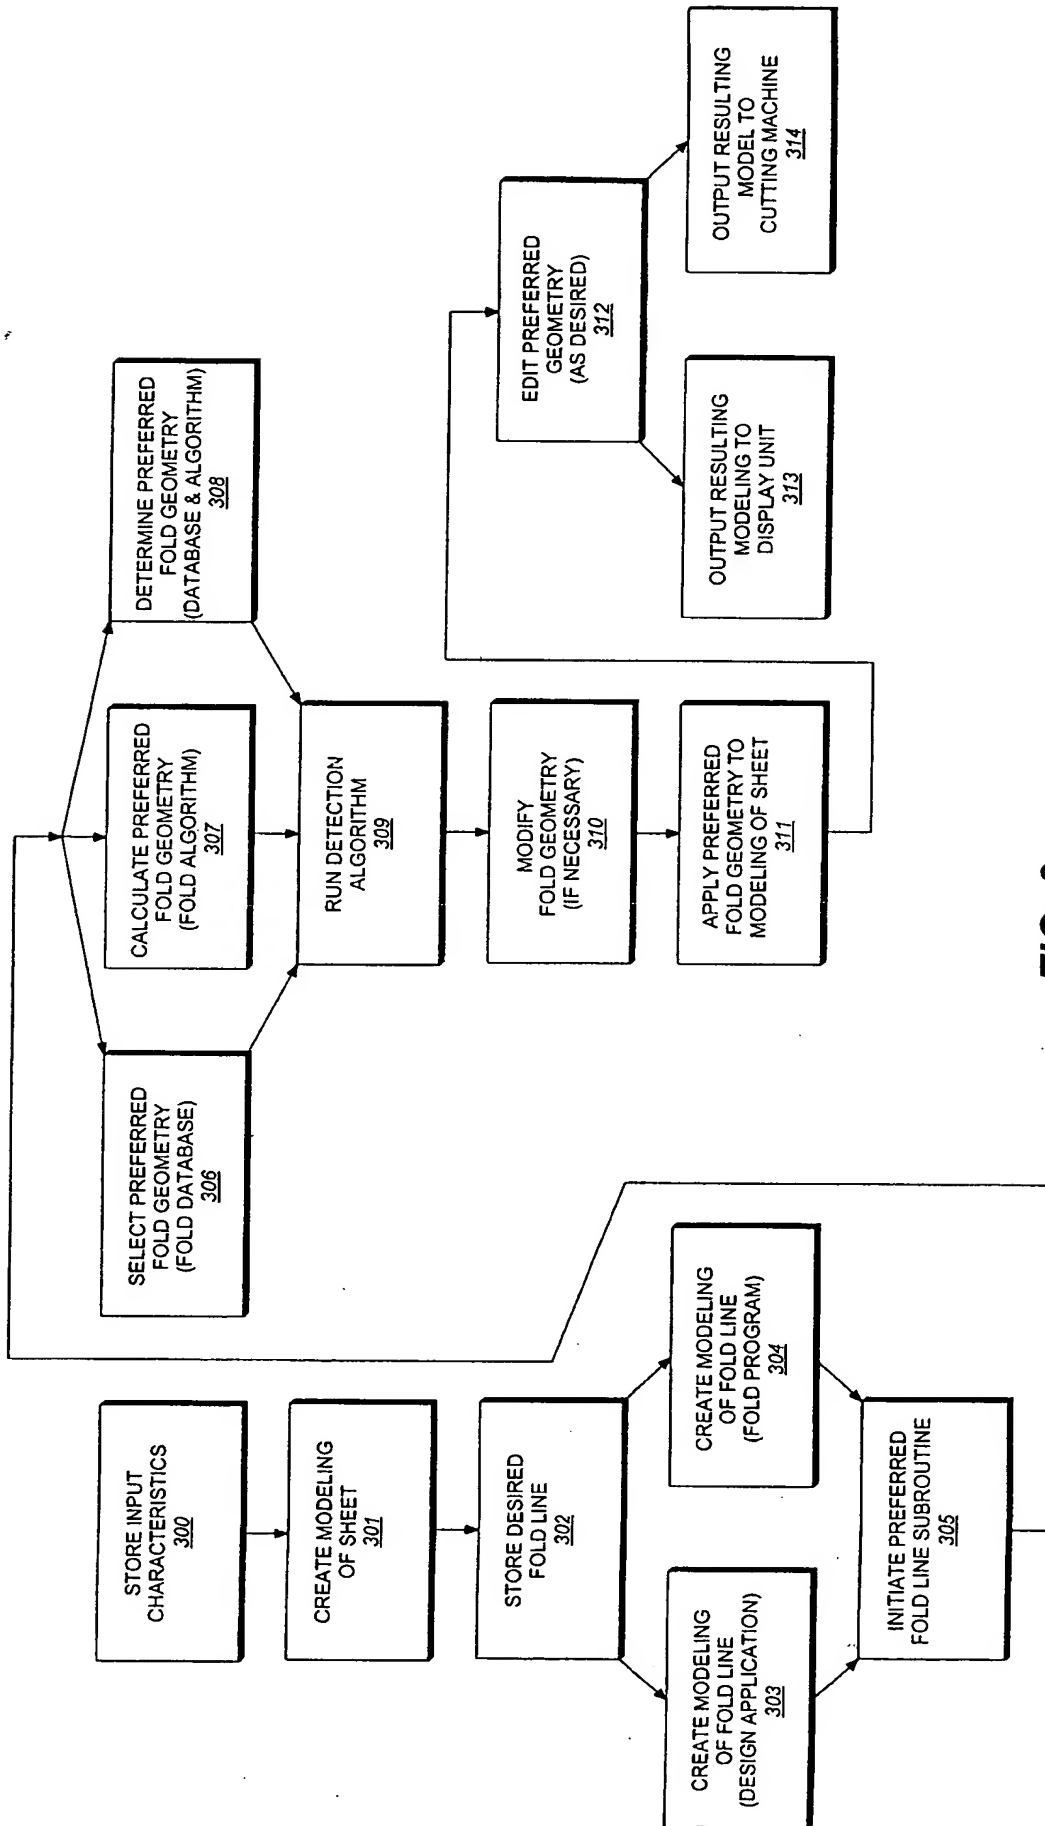 STORE INPUT
CHARACTERISTICS
300
CREATE MODELING
OF SHEET
301
STORE DESIRED
FOLD LINE
302
CREATE MODELING
OF FOLD LINE
(DESIGN APPLICATION)
303
CREATE MODELING
OF FOLD LINE
(FOLD PROGRAM)
304
INITIATE PREFERRED
FOLD LINE SUBROUTINE
305
SELECT PREFERRED
FOLD GEOMETRY
(FOLD DATABASE)
306
CALCULATE PREFERRED
FOLD GEOMETRY
(FOLD ALGORITHM)
307
DETERMINE PREFERRED
FOLD GEOMETRY
(DATABASE & ALGORITHM)
308
RUN DETECTION
ALGORITHM
309
MODIFY
FOLD GEOMETRY
(IF NECESSARY)
310
APPLY PREFERRED
FOLD GEOMETRY TO
MODELING OF SHEET
311
EDIT PREFERRED
GEOMETRY
(AS DESIRED)
312
OUTPUT RESULTING
MODELING TO
DISPLAY UNIT
313
OUTPUT RESULTING
MODEL TO
CUTTING MACHINE
314